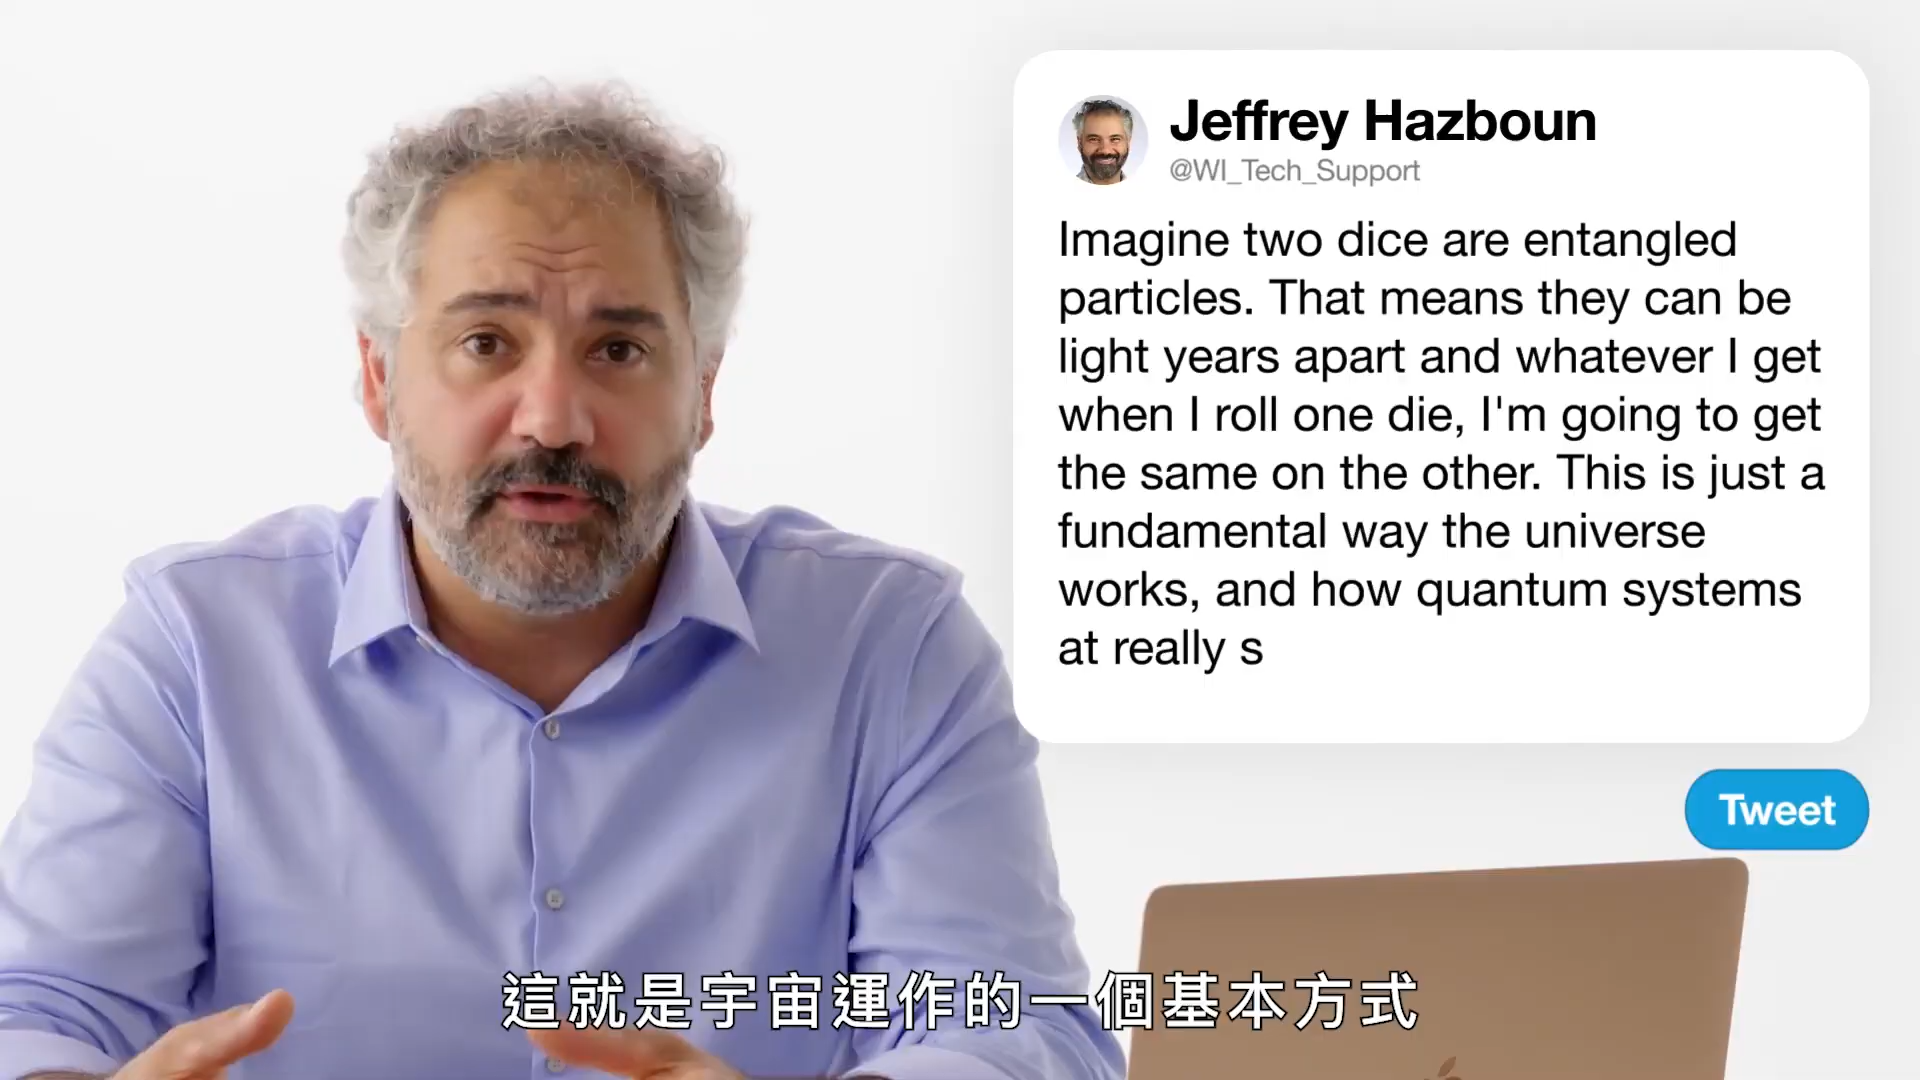 Jeffrey Hazboun
@WI_Tech_Support
Imagine two dice are entangled
particles. That means they can be
light years apart and whatever I get
when I roll one die, I'm going to get
the same on the other. This is just a
fundamental way the universe
works, and how quantum systems
at really s
Tweet
這就是宇宙運作的一個基本方式